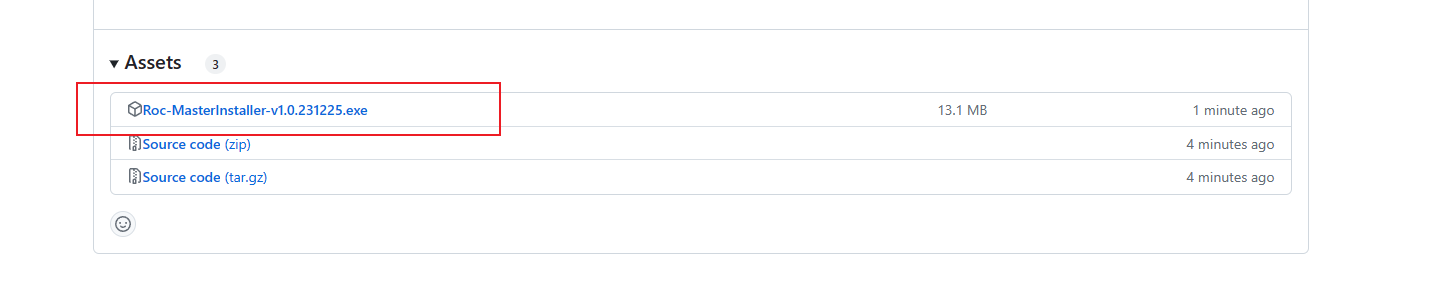 Assets 3
Roc-MasterInstaller-v1.0.231225.exe 13.1 MB 1 minute ago
Source code (zip) 4 minutes ago
Source code (tar.gz) 4 minutes ago